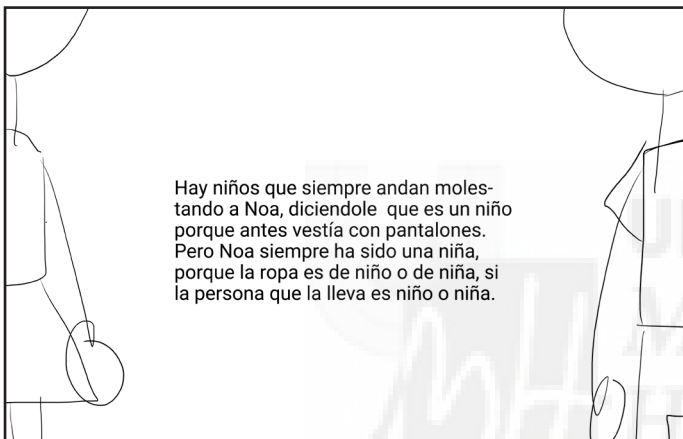 Hay niños que siempre andan moles-
tando a Noa, diciendole  que es un niño
porque antes vestía con pantalones.
Pero Noa siempre ha sido una niña,
porque la ropa es de niño o de niña, si
la persona que la lleva es niño o niña.